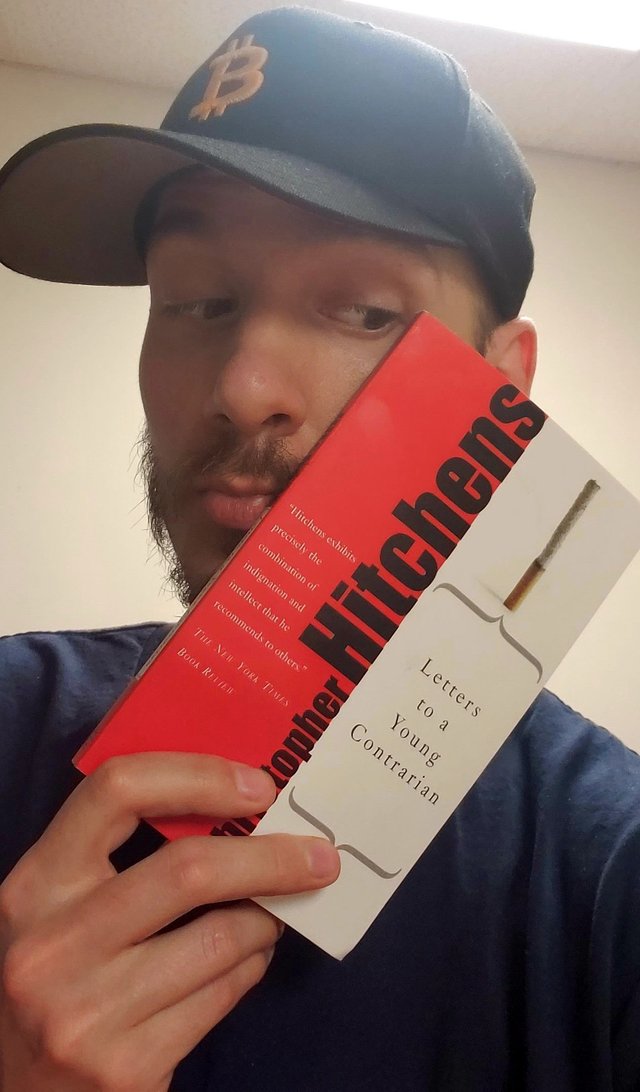 ₿
"Hitchens exhibits
precisely the
combination of
indignation and
intellect that he
recommends to others."
THE NEW YORK TIMES
BOOK REVIEW
Christopher Hitchens
Letters
to a
Young
Contrarian